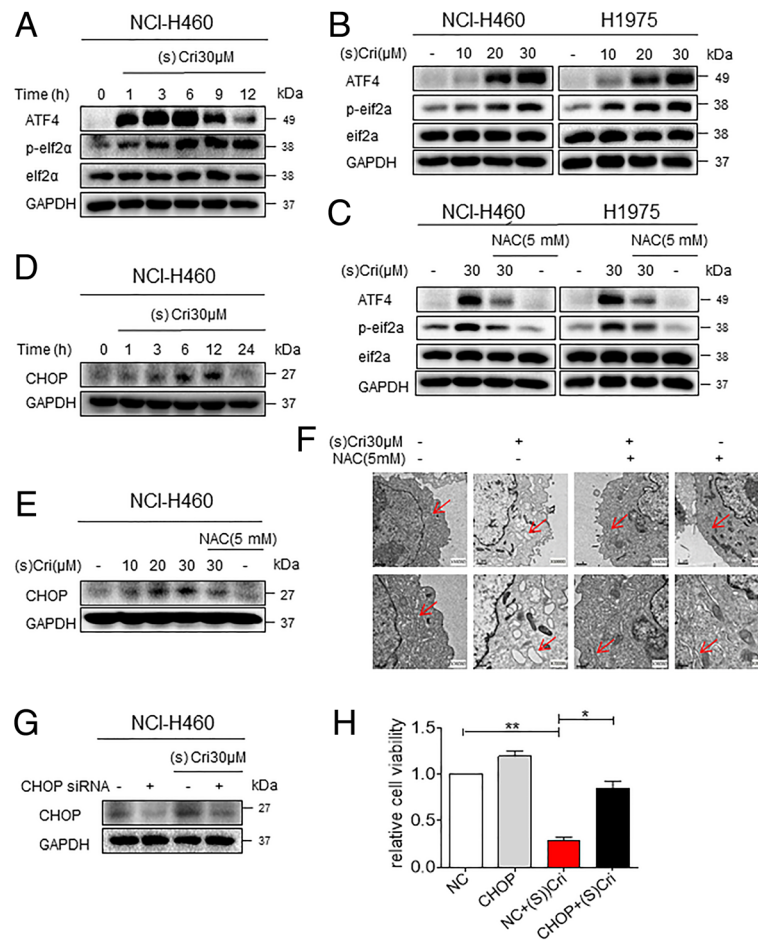 A
NCI-H460
(s) Cri30μM
Time (h) 0 1 3 6 9 12 kDa
ATF4 49
p-eIf2α 38
eIf2α 38
GAPDH 37
B
NCI-H460 H1975
(s)Cri(μM) - 10 20 30 - 10 20 30 kDa
ATF4 49
p-eif2a 38
eif2a 38
GAPDH 37
C
NCI-H460 H1975
NAC(5 mM) NAC(5 mM)
(s)Cri(μM) - 30 30 - - 30 30 - kDa
ATF4 49
p-eif2a 38
eif2a 38
GAPDH 37
D
NCI-H460
(s) Cri30μM
Time (h) 0 1 3 6 12 24 kDa
CHOP 27
GAPDH 37
E
NCI-H460
NAC(5 mM)
(s)Cri(μM) - 10 20 30 30 - kDa
CHOP 27
GAPDH 37
F
(s)Cri30μM - + + -
NAC(5mM) - - + +
G
NCI-H460
(s) Cri30μM
CHOP siRNA - + - + kDa
CHOP 27
GAPDH 37
H
relative cell viability
1.5
1.0
0.5
0.0
** *
NC CHOP NC+(S))Cri CHOP+(S)Cri